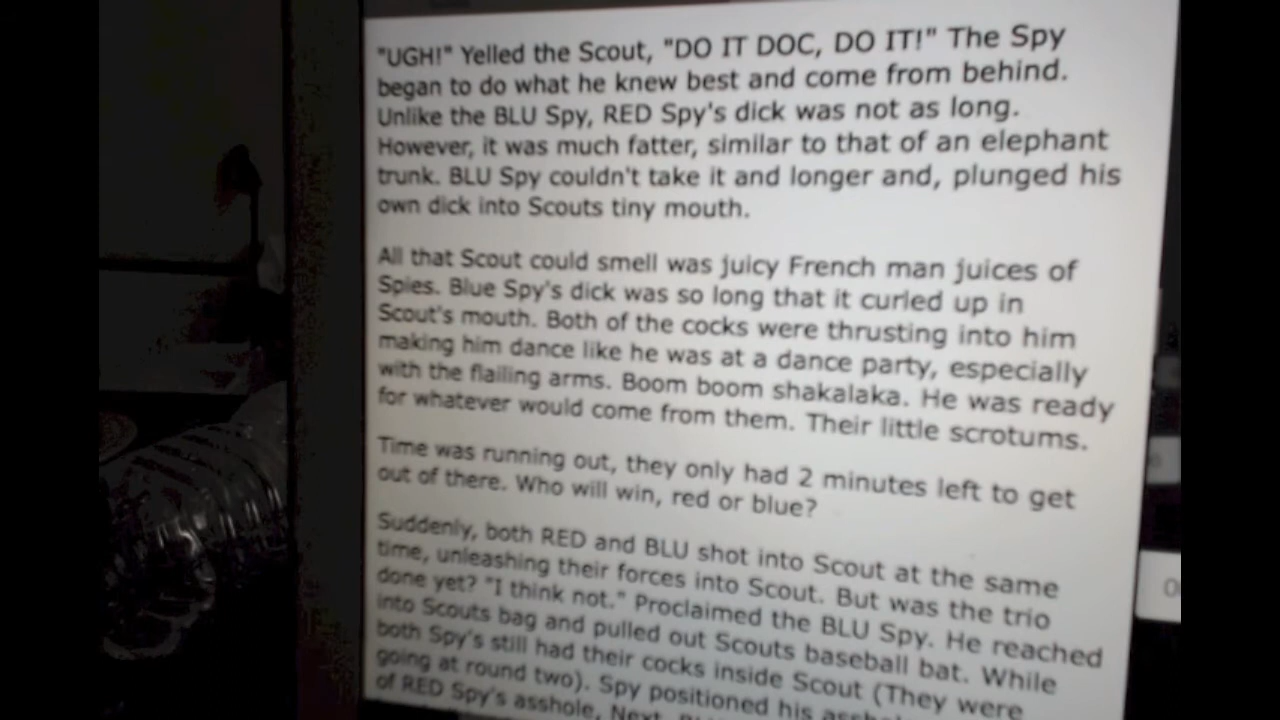 "UGH!" Yelled the Scout, "DO IT DOC, DO IT!" The Spy
began to do what he knew best and come from behind.
Unlike the BLU Spy, RED Spy's dick was not as long.
However, it was much fatter, similar to that of an elephant
trunk. BLU Spy couldn't take it and longer and, plunged his
own dick into Scouts tiny mouth.
All that Scout could smell was juicy French man juices of
Spies. Blue Spy's dick was so long that it curled up in
Scout's mouth. Both of the cocks were thrusting into him
making him dance like he was at a dance party, especially
with the flailing arms. Boom boom shakalaka. He was ready
for whatever would come from them. Their little scrotums.
Time was running out, they only had 2 minutes left to get
out of there. Who will win, red or blue?
Suddenly, both RED and BLU shot into Scout at the same
time, unleashing their forces into Scout. But was the trio
done yet? "I think not." Proclaimed the BLU Spy. He reached
into Scouts bag and pulled out Scouts baseball bat. While
both Spy's still had their cocks inside Scout (They were
going at round two). Spy positioned his
of RED Spy's asshole, Next,